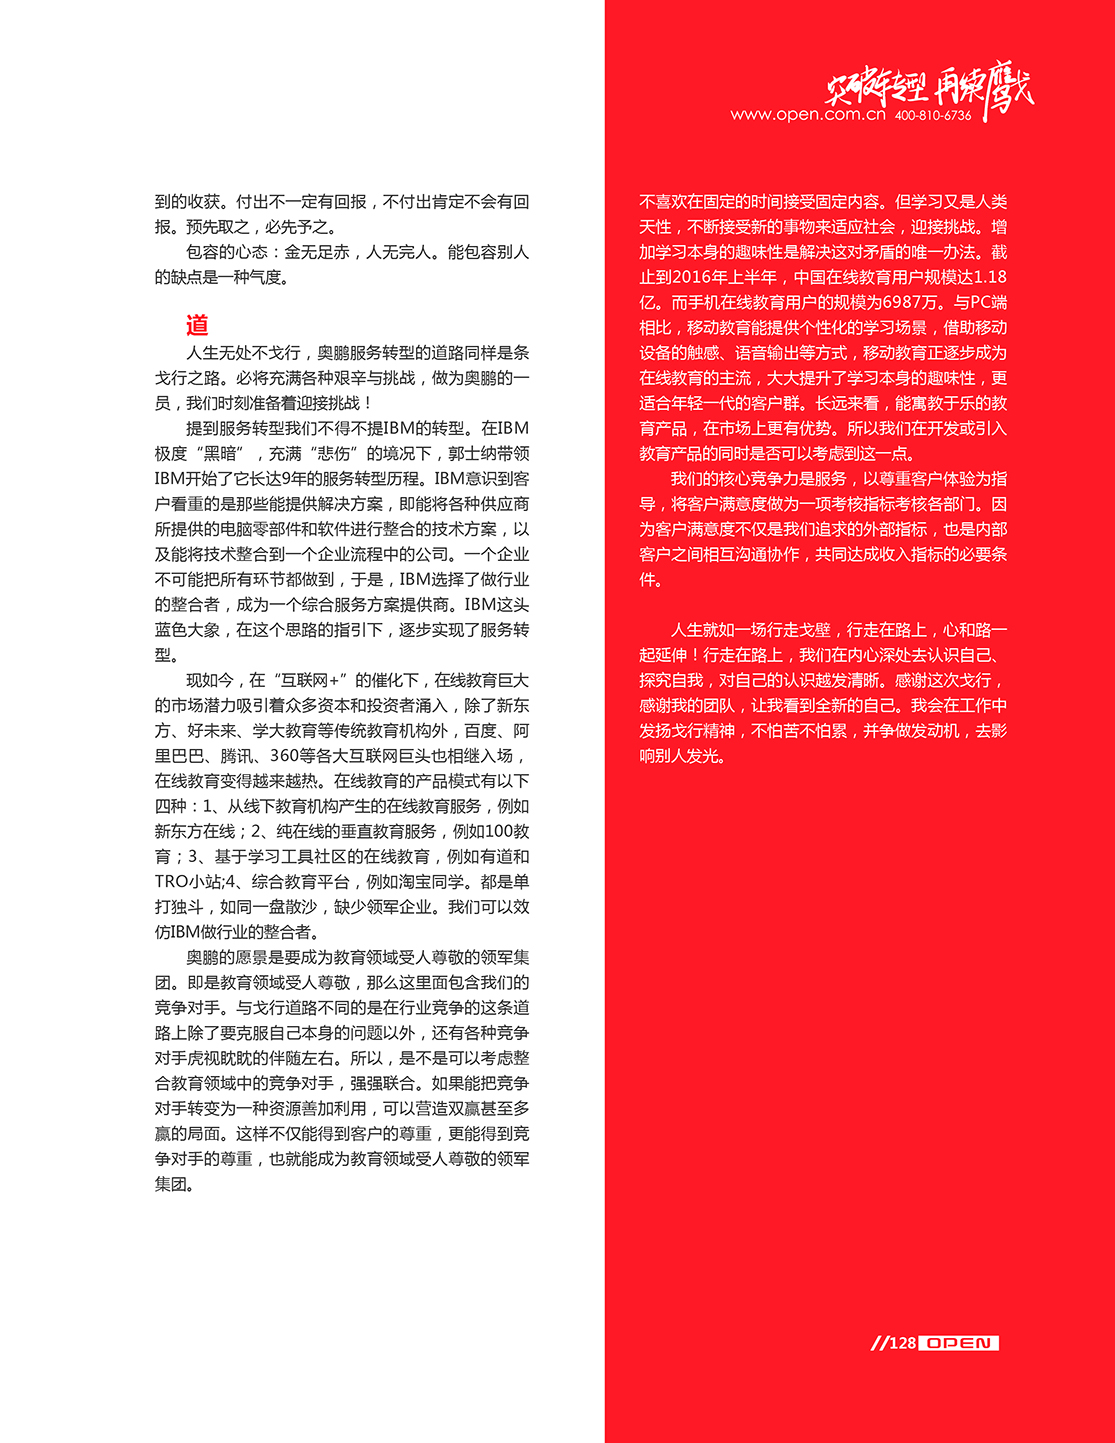 突破转型 再续鹰戈
www.open.com.cn 400-810-6736
到的收获。付出不一定有回报，不付出肯定不会有回
报。预先取之，必先予之。
包容的心态：金无足赤，人无完人。能包容别人
的缺点是一种气度。
道
人生无处不戈行，奥鹏服务转型的道路同样是条
戈行之路。必将充满各种艰辛与挑战，做为奥鹏的一
员，我们时刻准备着迎接挑战！
提到服务转型我们不得不提IBM的转型。在IBM
极度“黑暗”，充满“悲伤”的境况下，郭士纳带领
IBM开始了它长达9年的服务转型历程。IBM意识到客
户看重的是那些能提供解决方案，即能将各种供应商
所提供的电脑零部件和软件进行整合的技术方案，以
及能将技术整合到一个企业流程中的公司。一个企业
不可能把所有环节都做到，于是，IBM选择了做行业
的整合者，成为一个综合服务方案提供商。IBM这头
蓝色大象，在这个思路的指引下，逐步实现了服务转
型。
现如今，在“互联网+”的催化下，在线教育巨大
的市场潜力吸引着众多资本和投资者涌入，除了新东
方、好未来、学大教育等传统教育机构外，百度、阿
里巴巴、腾讯、360等各大互联网巨头也相继入场，
在线教育变得越来越热。在线教育的产品模式有以下
四种：1、从线下教育机构产生的在线教育服务，例如
新东方在线；2、纯在线的垂直教育服务，例如100教
育；3、基于学习工具社区的在线教育，例如有道和
TRO小站;4、综合教育平台，例如淘宝同学。都是单
打独斗，如同一盘散沙，缺少领军企业。我们可以效
仿IBM做行业的整合者。
奥鹏的愿景是要成为教育领域受人尊敬的领军集
团。即是教育领域受人尊敬，那么这里面包含我们的
竞争对手。与戈行道路不同的是在行业竞争的这条道
路上除了要克服自己本身的问题以外，还有各种竞争
对手虎视眈眈的伴随左右。所以，是不是可以考虑整
合教育领域中的竞争对手，强强联合。如果能把竞争
对手转变为一种资源善加利用，可以营造双赢甚至多
赢的局面。这样不仅能得到客户的尊重，更能得到竞
争对手的尊重，也就能成为教育领域受人尊敬的领军
集团。
不喜欢在固定的时间接受固定内容。但学习又是人类
天性，不断接受新的事物来适应社会，迎接挑战。增
加学习本身的趣味性是解决这对矛盾的唯一办法。截
止到2016年上半年，中国在线教育用户规模达1.18
亿。而手机在线教育用户的规模为6987万。与PC端
相比，移动教育能提供个性化的学习场景，借助移动
设备的触感、语音输出等方式，移动教育正逐步成为
在线教育的主流，大大提升了学习本身的趣味性，更
适合年轻一代的客户群。长远来看，能寓教于乐的教
育产品，在市场上更有优势。所以我们在开发或引入
教育产品的同时是否可以考虑到这一点。
我们的核心竞争力是服务，以尊重客户体验为指
导，将客户满意度做为一项考核指标考核各部门。因
为客户满意度不仅是我们追求的外部指标，也是内部
客户之间相互沟通协作，共同达成收入指标的必要条
件。
人生就如一场行走戈壁，行走在路上，心和路一
起延伸！行走在路上，我们在内心深处去认识自己、
探究自我，对自己的认识越发清晰。感谢这次戈行，
感谢我的团队，让我看到全新的自己。我会在工作中
发扬戈行精神，不怕苦不怕累，并争做发动机，去影
响别人发光。
//128 OPEN